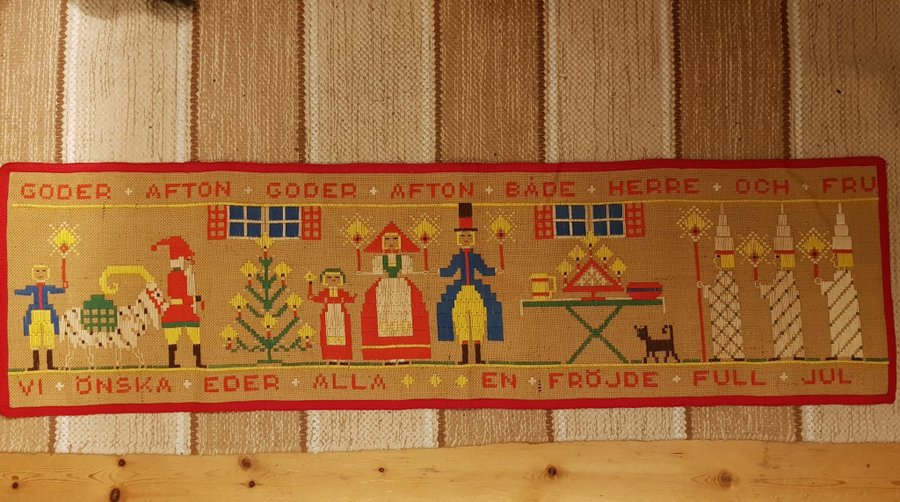 GODER + AFTON + GODER + AFTON + BÅDE + HERRE + OCH + FRU
VI + ÖNSKA + EDER + ALLA + + + EN + FRÖJDE + FULL + JUL